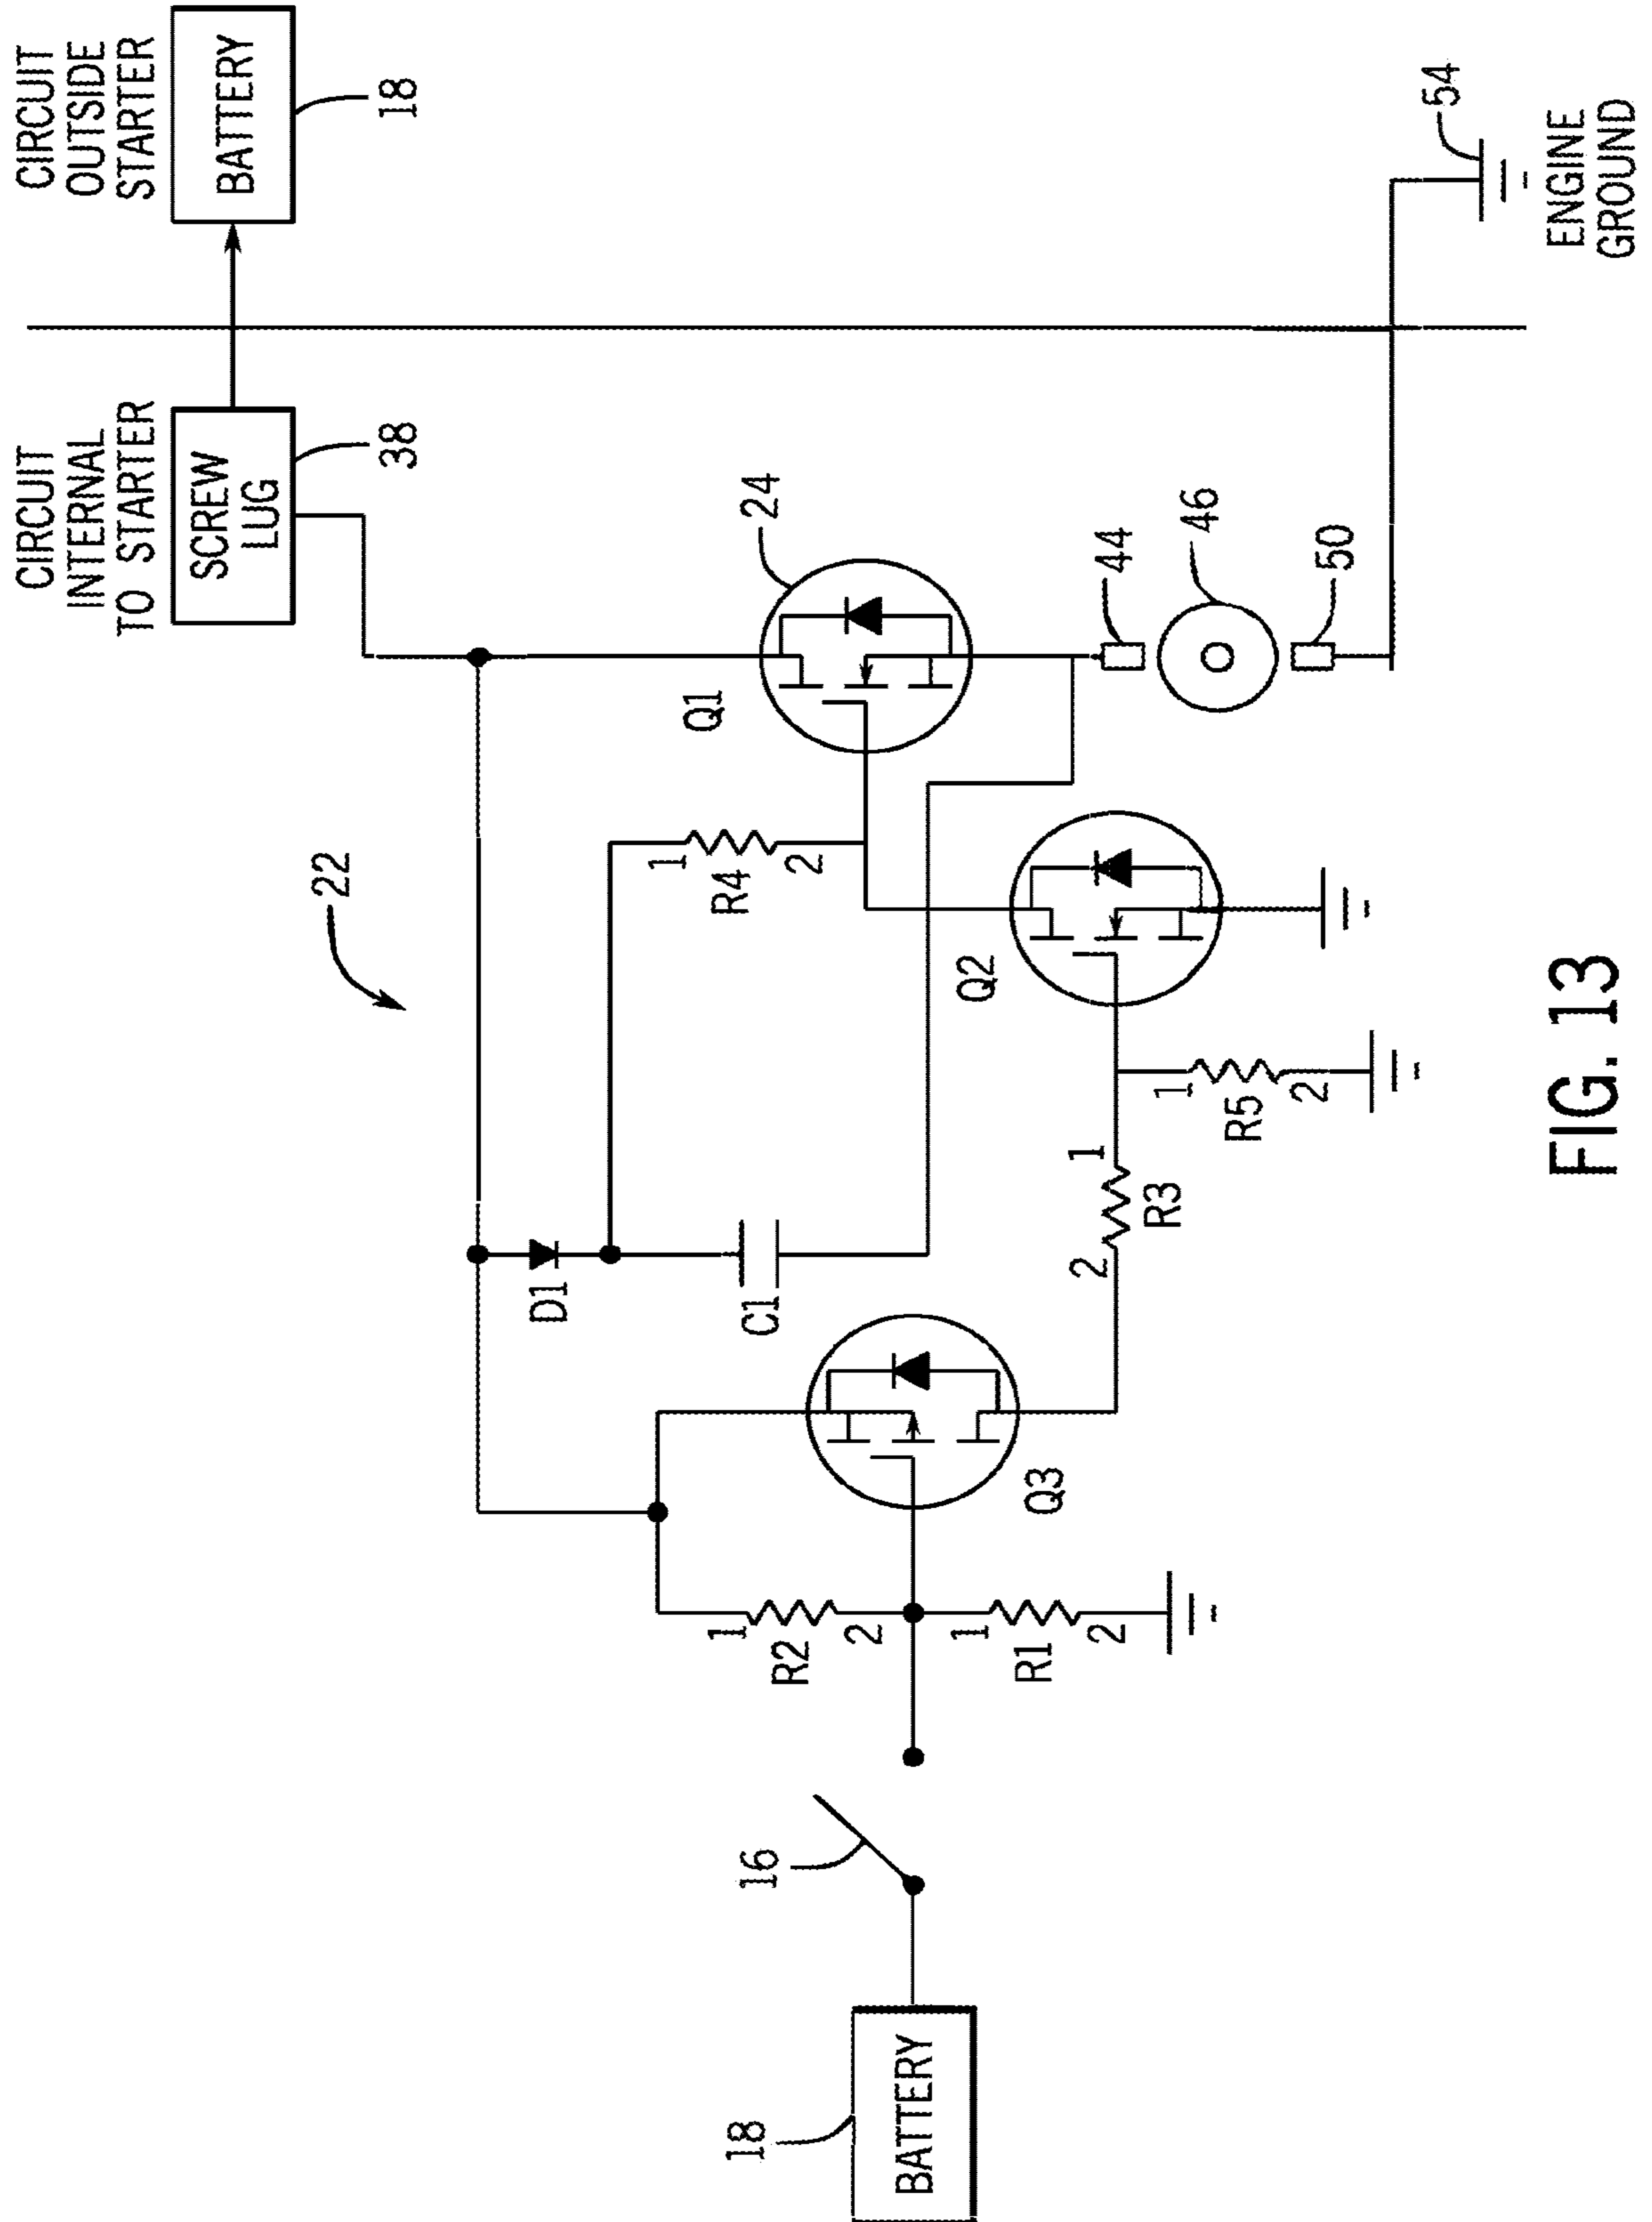 CIRCUIT
INTERNAL
TO STARTER
CIRCUIT
OUTSIDE
STARTER
SCREW
LUG
38
BATTERY
18
22
D1
1
R4
2
Q1
24
C1
1
R2
2
Q3
1
R1
2
16
18
BATTERY
2
R3
1
Q2
1
R5
2
44
46
50
54
ENGINE
GROUND
FIG. 13